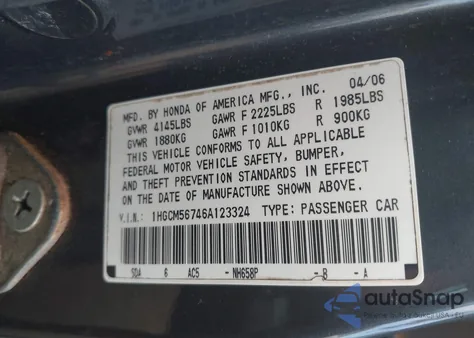 MFD. BY HONDA OF AMERICA MFG., INC. 04/06
GVWR 4145LBS GAWR F 2225LBS R 1985LBS
GVWR 1880KG GAWR F 1010KG R 900KG
THIS VEHICLE CONFORMS TO ALL APPLICABLE
FEDERAL MOTOR VEHICLE SAFETY, BUMPER,
AND THEFT PREVENTION STANDARDS IN EFFECT
ON THE DATE OF MANUFACTURE SHOWN ABOVE.
V.I.N.: 1HGCM56746A123324 TYPE: PASSENGER CAR
SDA 6 AC5 - NH658P - B - A
autoSnap